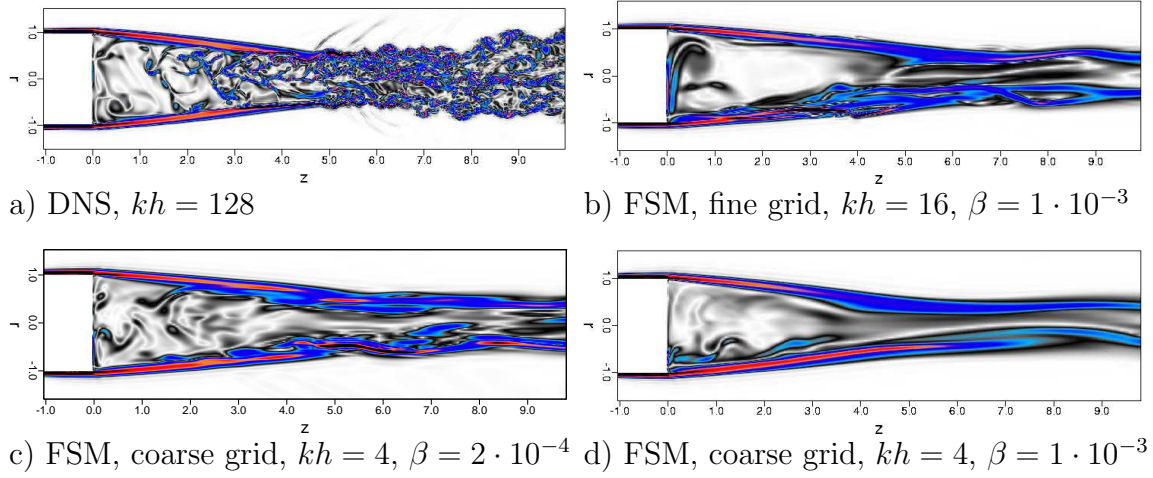 1.0
0.0
-1.0
r
-1.0 0.0 1.0 2.0 3.0 4.0 5.0 6.0 7.0 8.0 9.0
z
a) DNS, kh = 128
1.0
0.0
-1.0
r
-1.0 0.0 1.0 2.0 3.0 4.0 5.0 6.0 7.0 8.0 9.0
z
b) FSM, fine grid, kh = 16, β = 1 · 10⁻³
1.0
0.0
-1.0
r
-1.0 0.0 1.0 2.0 3.0 4.0 5.0 6.0 7.0 8.0 9.0
z
c) FSM, coarse grid, kh = 4, β = 2 · 10⁻⁴
1.0
0.0
-1.0
r
-1.0 0.0 1.0 2.0 3.0 4.0 5.0 6.0 7.0 8.0 9.0
z
d) FSM, coarse grid, kh = 4, β = 1 · 10⁻³